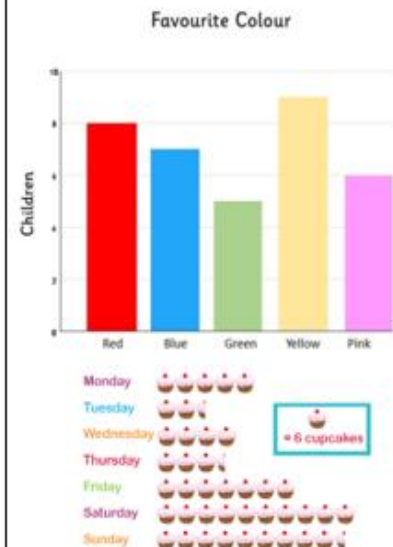 Favourite Colour
10
8
6
4
2
0
Children
Red Blue Green Yellow Pink
Monday
Tuesday
Wednesday
Thursday
Friday
Saturday
Sunday
= 6 cupcakes